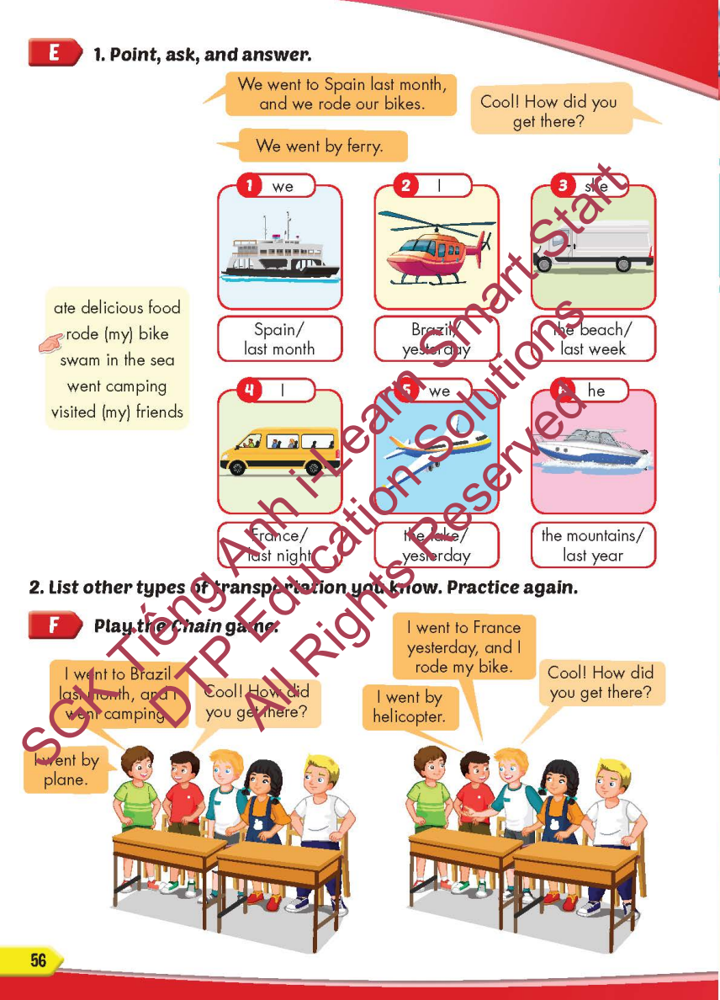 E
1. Point, ask, and answer.
We went to Spain last month,
and we rode our bikes.
Cool! How did you
get there?
We went by ferry.
1 we
2 I
3 she
Spain/
last month
Brazil/
yesterday
the beach/
last week
ate delicious food
rode (my) bike
swam in the sea
went camping
visited (my) friends
4 I
5 we
6 he
France/
last night
the lake/
yesterday
the mountains/
last year
2. List other types of transportation you know. Practice again.
F
Play the Chain game.
I went to Brazil
last month, and I
went camping.
Cool! How did
you get there?
I went by
plane.
I went to France
yesterday, and I
rode my bike.
Cool! How did
you get there?
I went by
helicopter.
56
SGK Tiếng Anh i-Learn Smart Start
DTP Education Solutions
All Rights Reserved